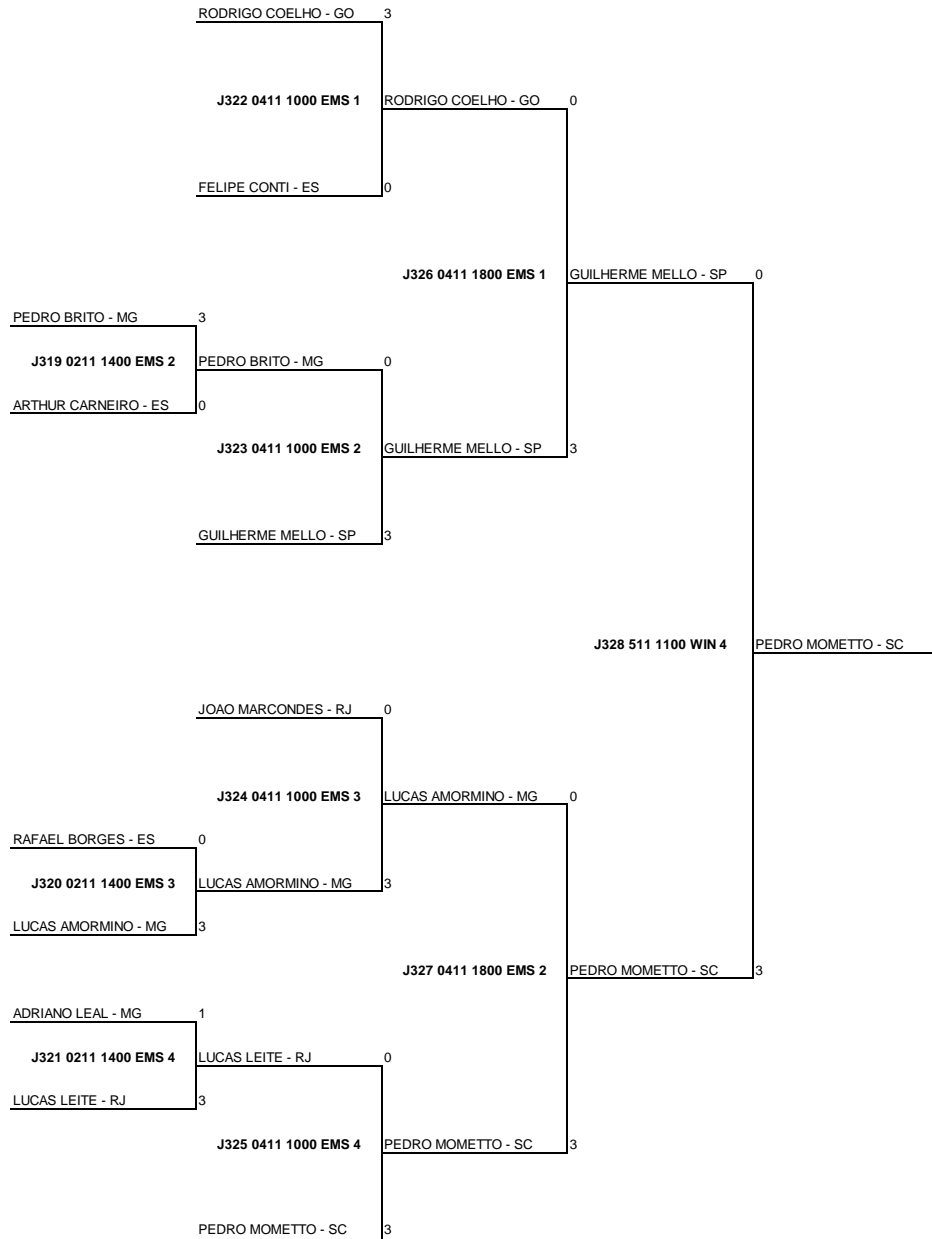 RODRIGO COELHO - GO 3
J322 0411 1000 EMS 1 RODRIGO COELHO - GO 0
FELIPE CONTI - ES 0
J326 0411 1800 EMS 1 GUILHERME MELLO - SP 0
PEDRO BRITO - MG 3
J319 0211 1400 EMS 2 PEDRO BRITO - MG 0
ARTHUR CARNEIRO - ES 0
J323 0411 1000 EMS 2 GUILHERME MELLO - SP 3
GUILHERME MELLO - SP 3
J328 511 1100 WIN 4 PEDRO MOMETTO - SC
JOAO MARCONDES - RJ 0
J324 0411 1000 EMS 3 LUCAS AMORMINO - MG 0
RAFAEL BORGES - ES 0
J320 0211 1400 EMS 3 LUCAS AMORMINO - MG 3
LUCAS AMORMINO - MG 3
J327 0411 1800 EMS 2 PEDRO MOMETTO - SC 3
ADRIANO LEAL - MG 1
J321 0211 1400 EMS 4 LUCAS LEITE - RJ 0
LUCAS LEITE - RJ 3
J325 0411 1000 EMS 4 PEDRO MOMETTO - SC 3
PEDRO MOMETTO - SC 3